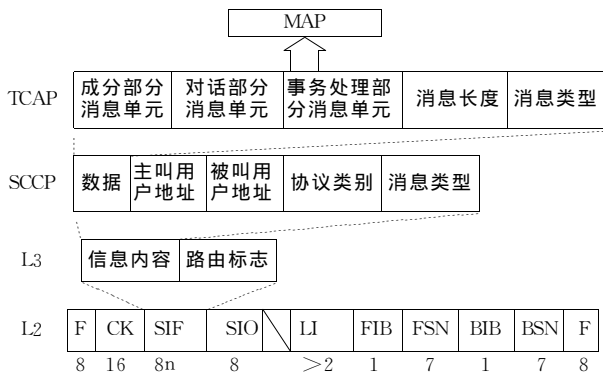 MAP
TCAP
成分部分
消息单元
对话部分
消息单元
事务处理部
分消息单元
消息长度
消息类型
SCCP
数据
主叫用
户地址
被叫用
户地址
协议类别
消息类型
L3
信息内容
路由标志
L2
F CK SIF SIO LI FIB FSN BIB BSN F
8 16 8n 8 >2 1 7 1 7 8